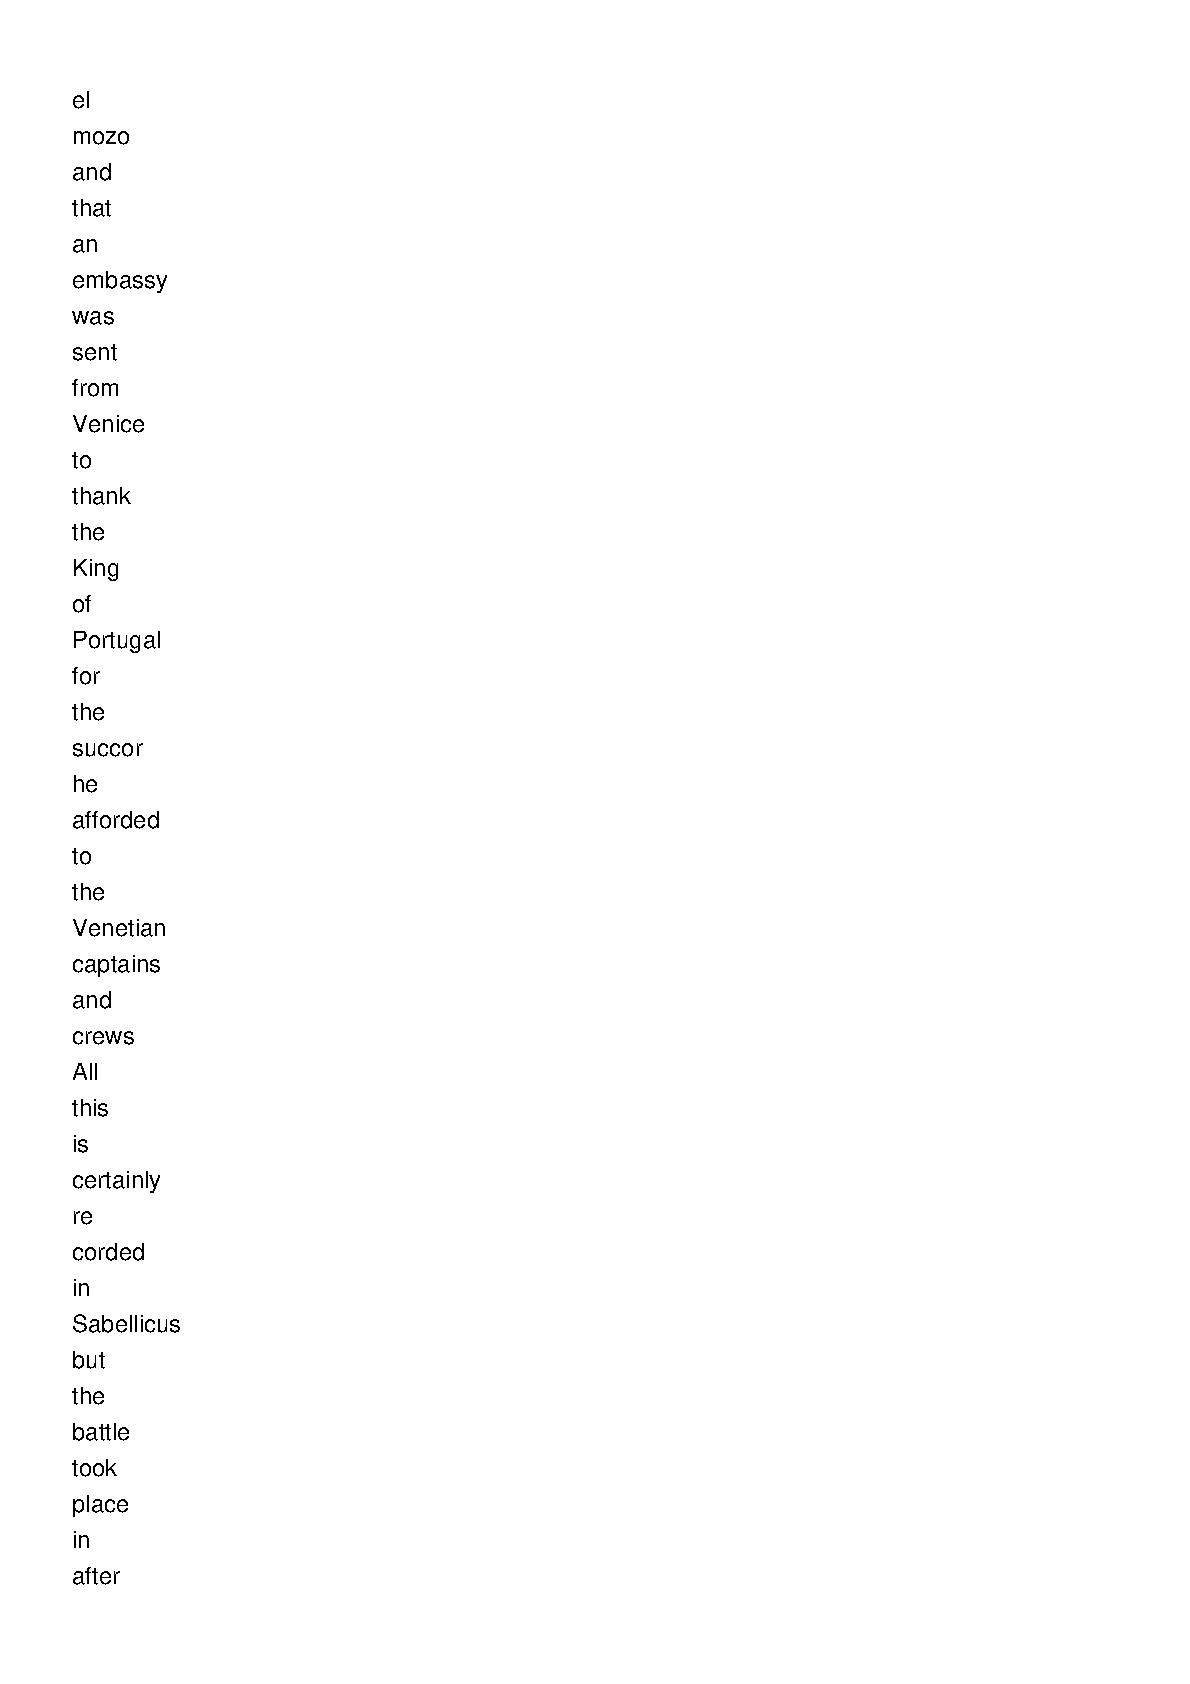 el
mozo
and
that
an
embassy
was
sent
from
Venice
to
thank
the
King
of
Portugal
for
the
succor
he
afforded
to
the
Venetian
captains
and
crews
All
this
is
certainly
re
corded
in
Sabellicus
but
the
battle
took
place
in
after